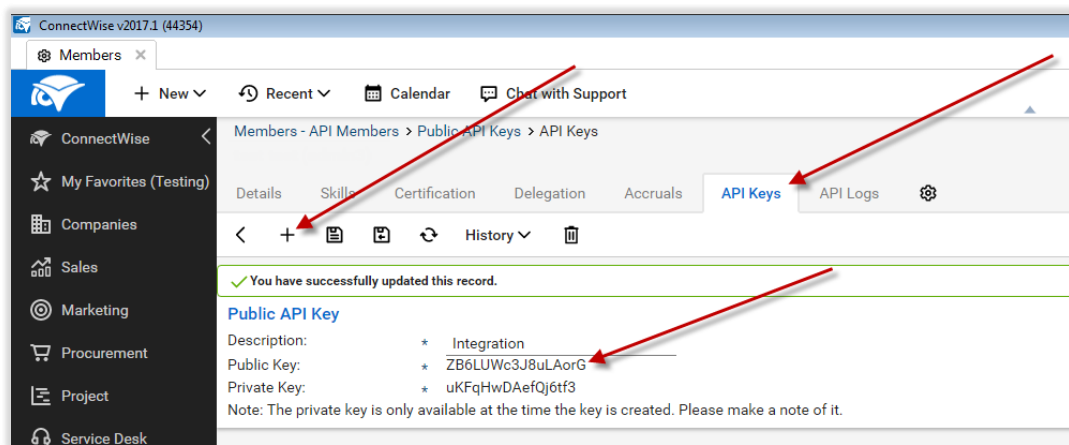 ConnectWise v2017.1 (44354)
Members
New
Recent
Calendar
Chat with Support
ConnectWise
My Favorites (Testing)
Companies
Sales
Marketing
Procurement
Project
Service Desk
Members - API Members > Public API Keys > API Keys
Details Skills Certification Delegation Accruals API Keys API Logs
History
You have successfully updated this record.
Public API Key
Description: * Integration
Public Key: * ZB6LUWc3J8uLAorG
Private Key: * uKFqHwDAefQj6tf3
Note: The private key is only available at the time the key is created. Please make a note of it.